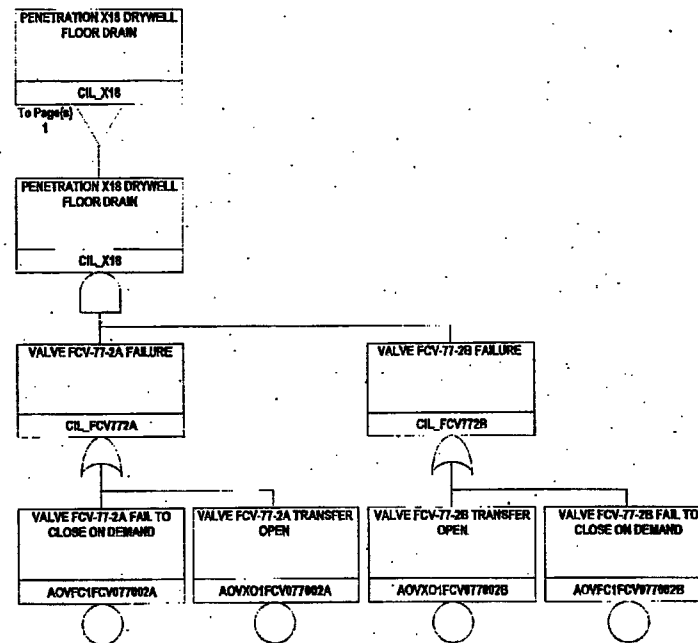 PENETRATION X18 DRYWELL
FLOOR DRAIN
CIL_X18
To Page(s)
1
PENETRATION X18 DRYWELL
FLOOR DRAIN
CIL_X18
VALVE FCV-77-2A FAILURE
CIL_FCV772A
VALVE FCV-77-2B FAILURE
CIL_FCV772B
VALVE FCV-77-2A FAIL TO
CLOSE ON DEMAND
AOVFC1FCV077002A
VALVE FCV-77-2A TRANSFER
OPEN
AOVXO1FCV077002A
VALVE FCV-77-2B TRANSFER
OPEN
AOVXO1FCV077002B
VALVE FCV-77-2B FAIL TO
CLOSE ON DEMAND
AOVFC1FCV077002B